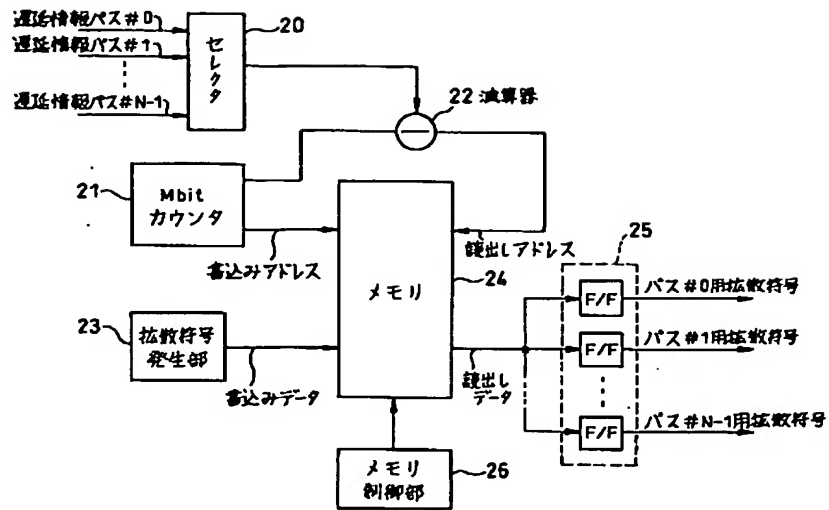 遅延情報パス#0
遅延情報パス#1
遅延情報パス#N-1
セレクタ
20
22 演算器
21
Mbit
カウンタ
書込みアドレス
読出しアドレス
メモリ
24
25
23
拡散符号
発生部
書込みデータ
読出し
データ
F/F
パス#0用拡散符号
F/F
パス#1用拡散符号
F/F
パス#N-1用拡散符号
メモリ
制御部
26